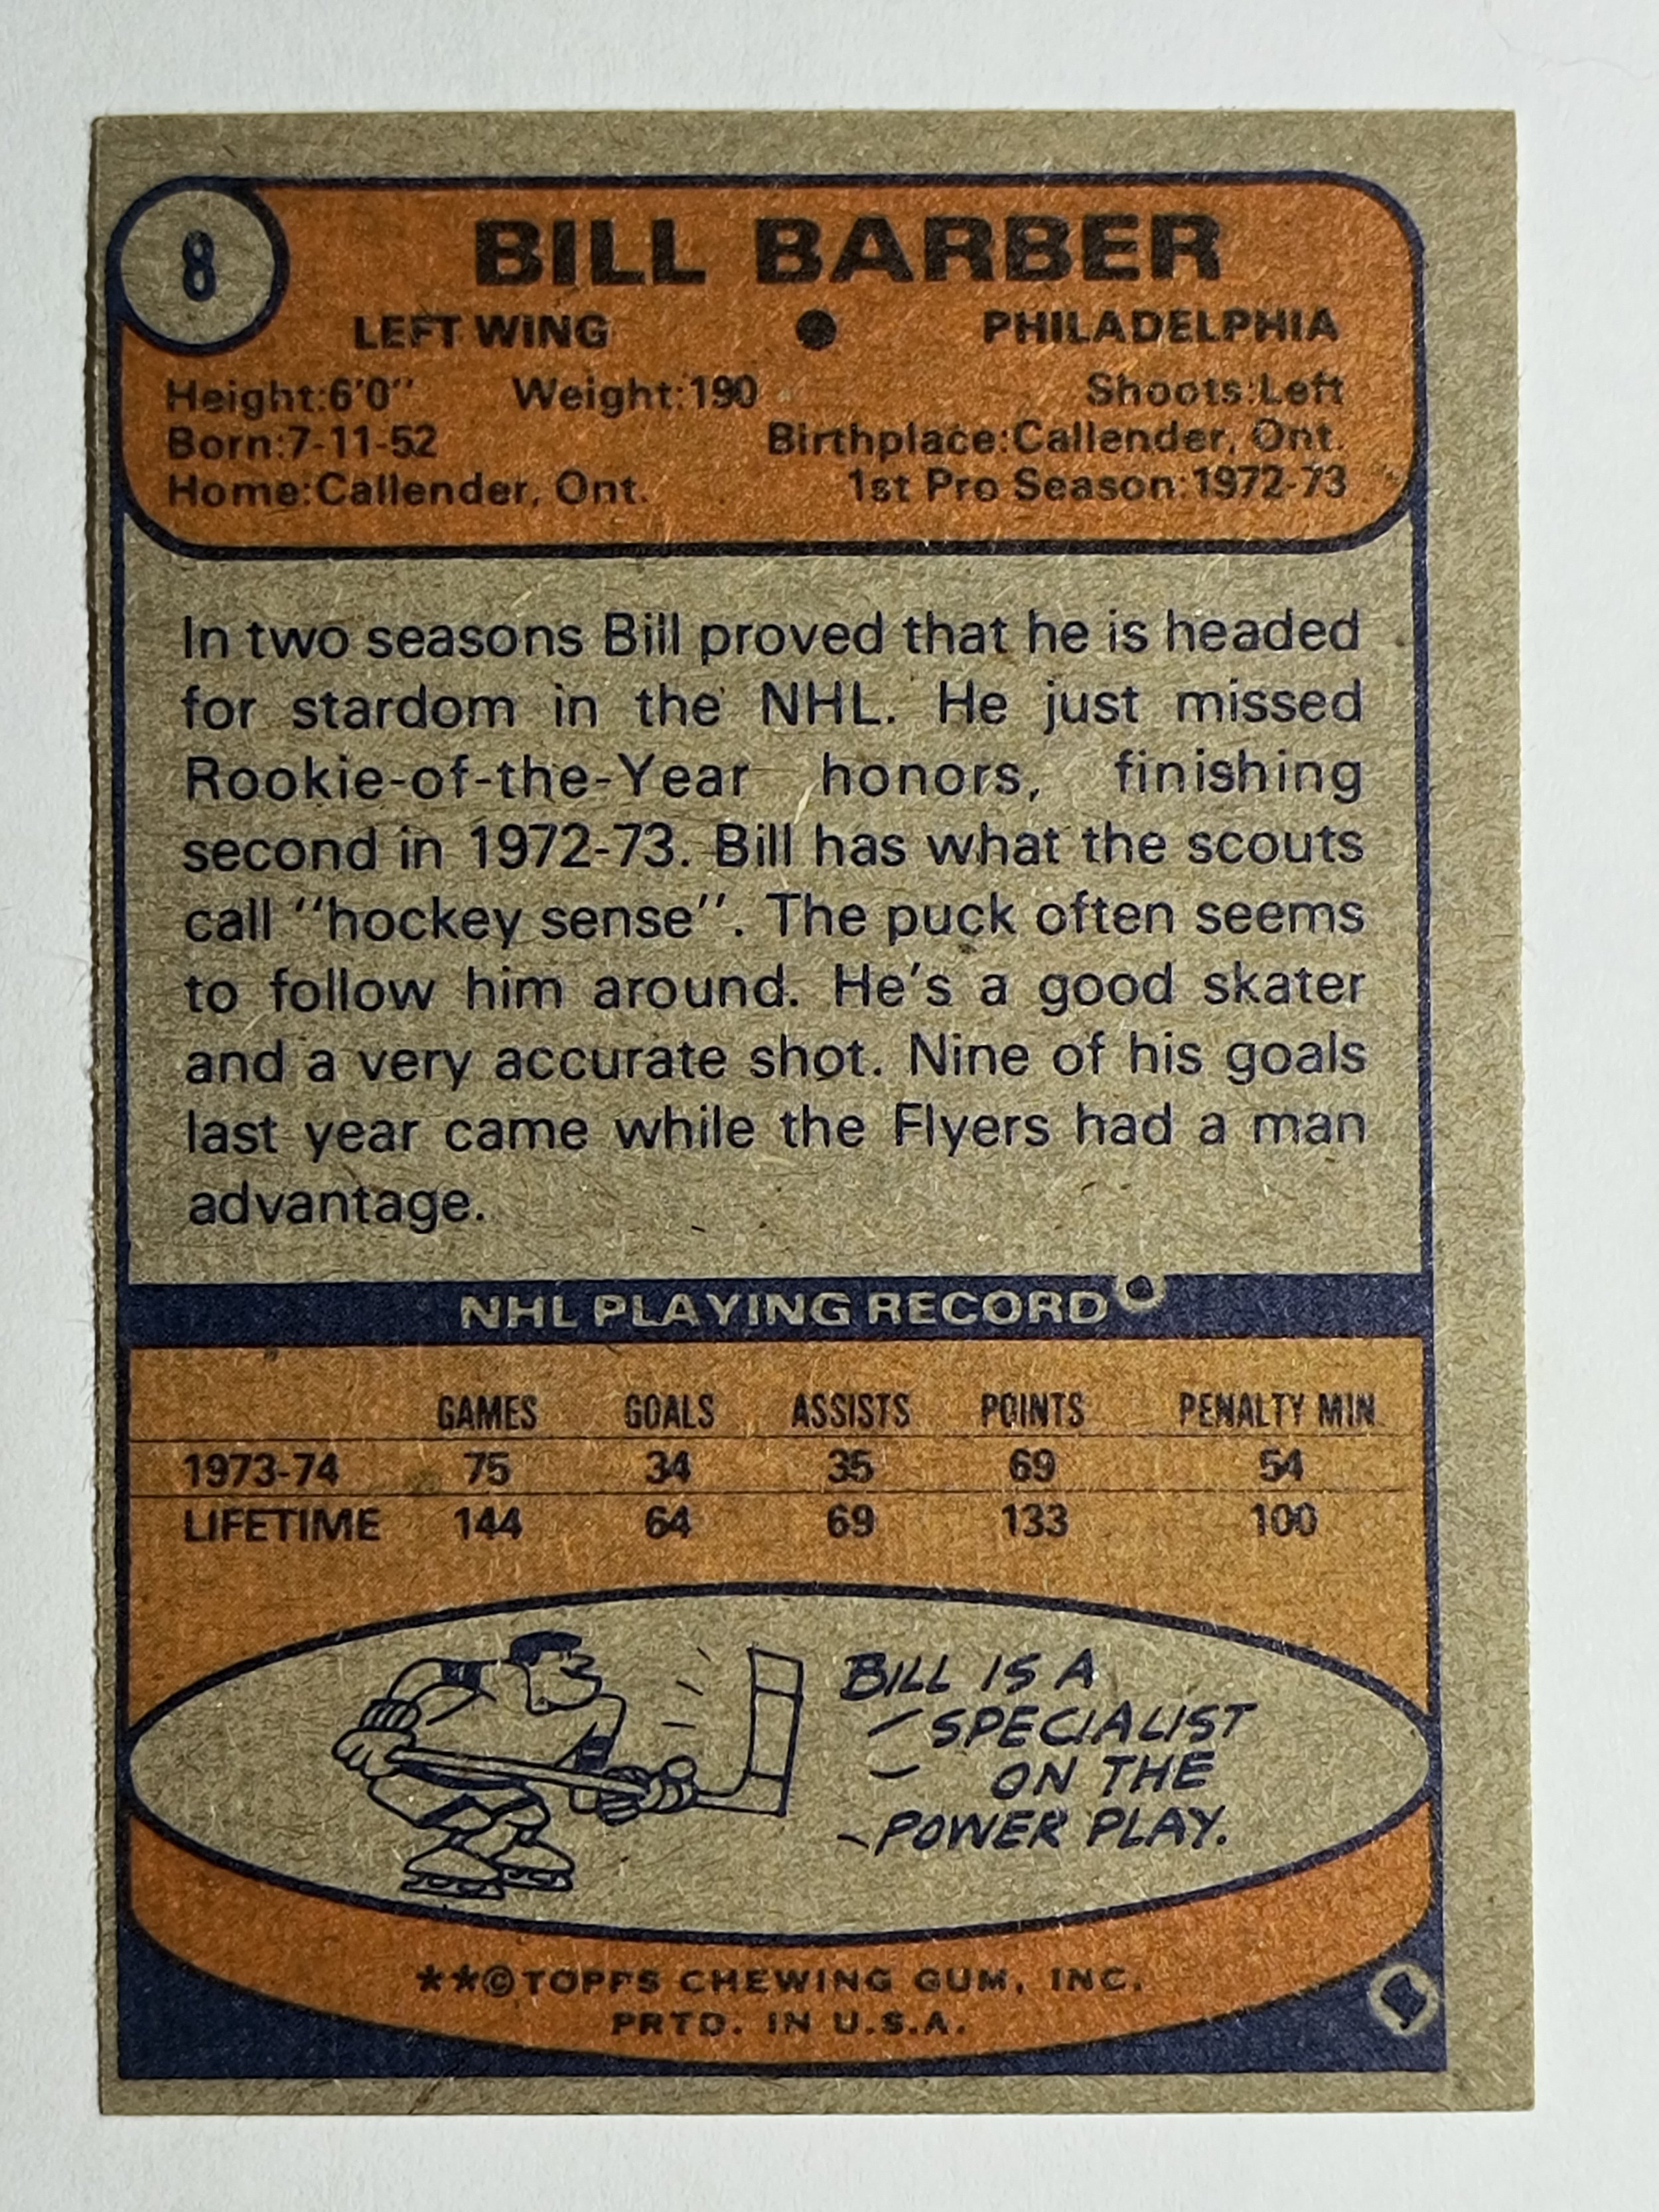 8
BILL BARBER
LEFT WING ● PHILADELPHIA
Height:6'0'' Weight:190 Shoots:Left
Born:7-11-52 Birthplace:Callender, Ont.
Home:Callender, Ont. 1st Pro Season:1972-73
In two seasons Bill proved that he is headed
for stardom in the NHL. He just missed
Rookie-of-the-Year honors, finishing
second in 1972-73. Bill has what the scouts
call ''hockey sense''. The puck often seems
to follow him around. He's a good skater
and a very accurate shot. Nine of his goals
last year came while the Flyers had a man
advantage.
NHL PLAYING RECORD
GAMES GOALS ASSISTS POINTS PENALTY MIN.
1973-74 75 34 35 69 54
LIFETIME 144 64 69 133 100
BILL IS A
SPECIALIST
ON THE
POWER PLAY.
**©TOPPS CHEWING GUM, INC.
PRTD. IN U.S.A.